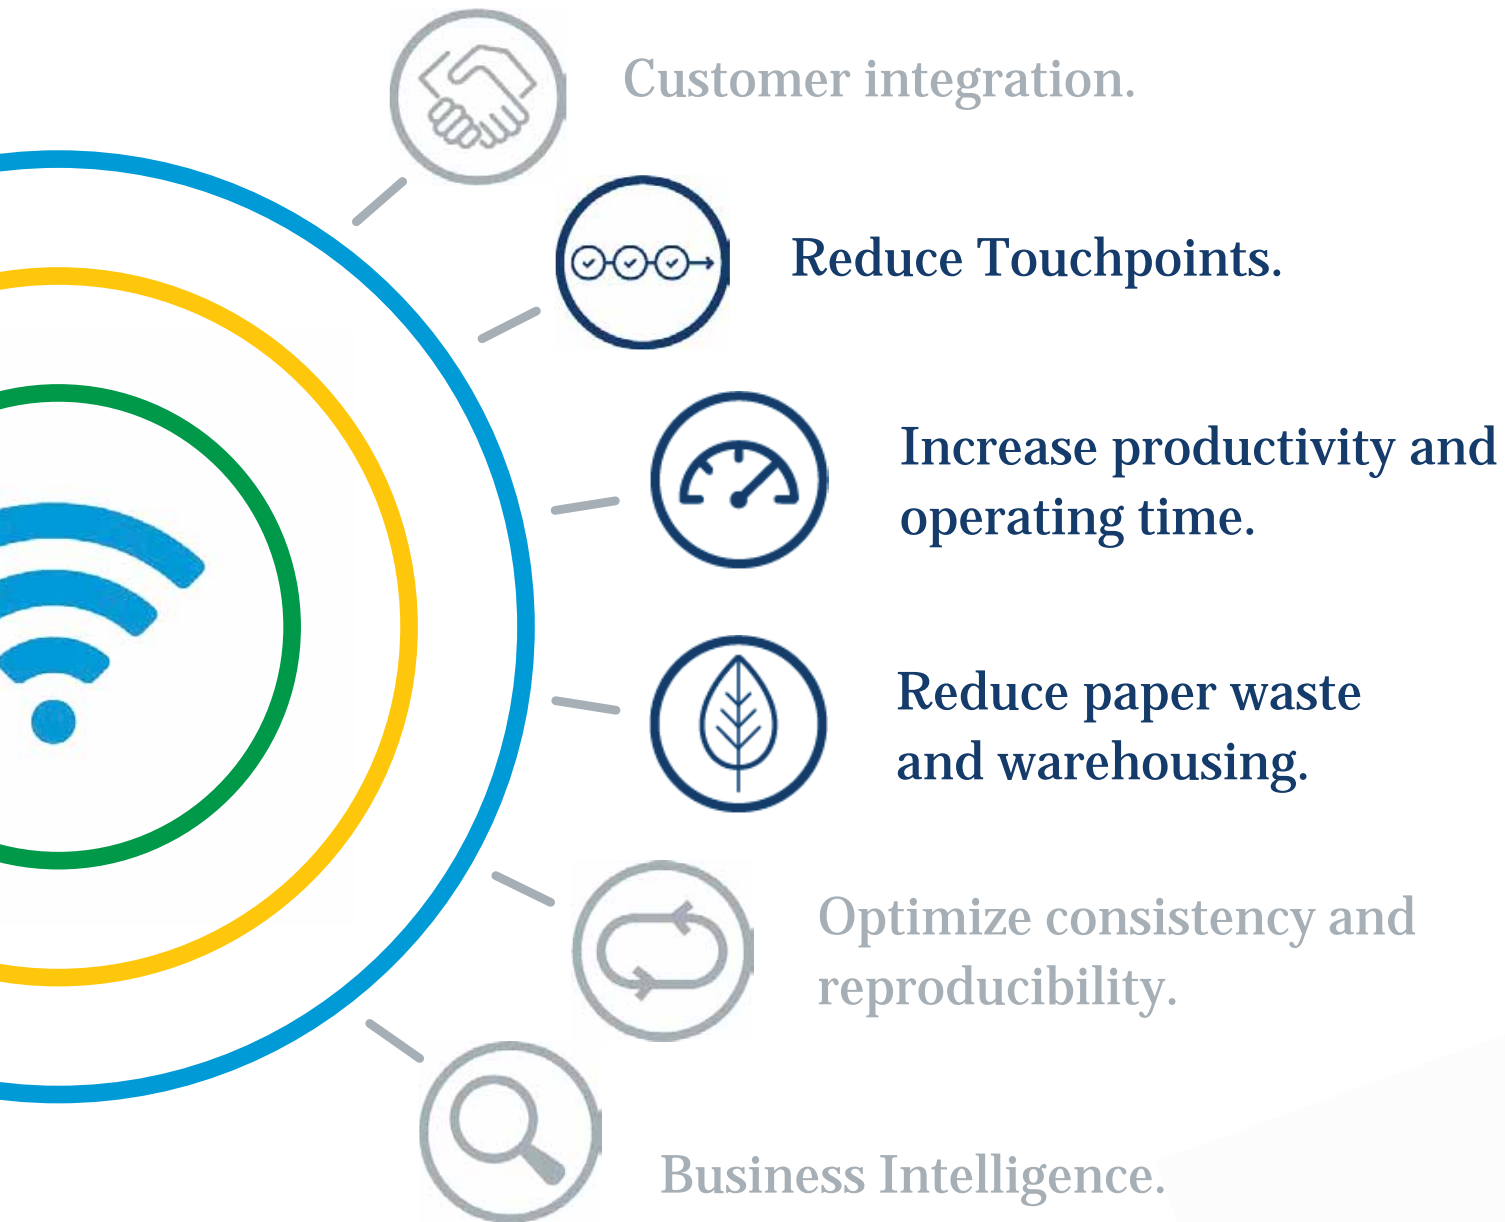 Customer integration.
Reduce Touchpoints.
Increase productivity and
operating time.
Reduce paper waste
and warehousing.
Optimize consistency and
reproducibility.
Business Intelligence.